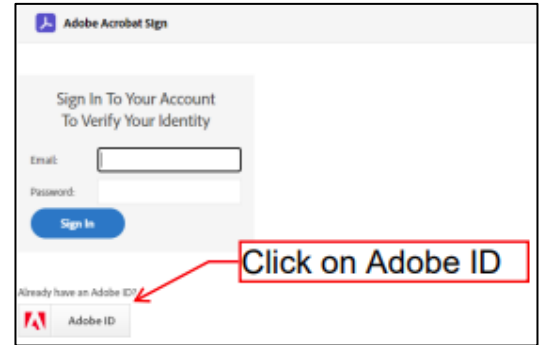 Adobe Acrobat Sign
Sign In To Your Account
To Verify Your Identity
Email:
Password:
Sign In
Click on Adobe ID
Already have an Adobe ID?
Adobe ID